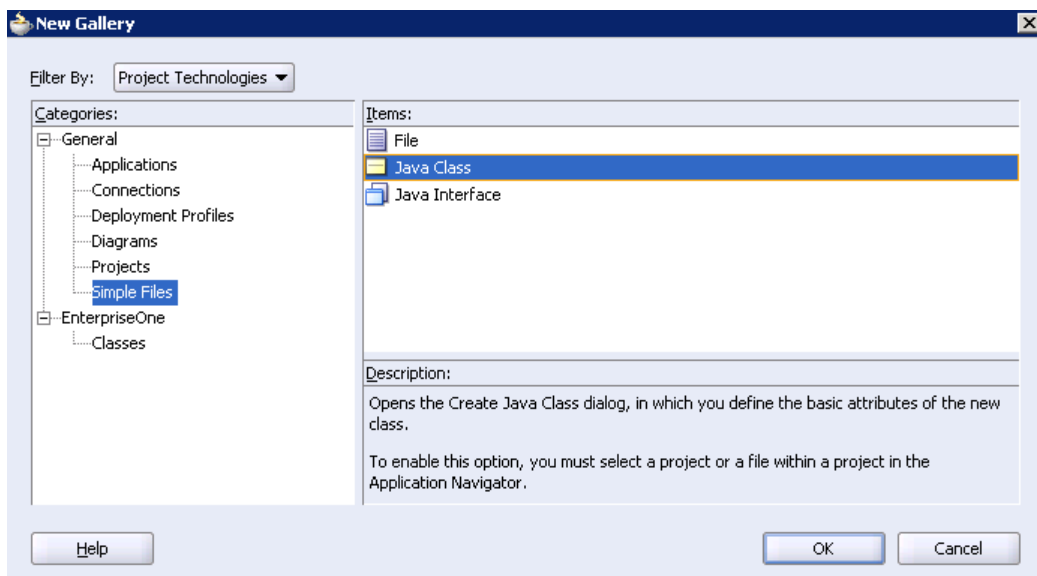 New Gallery
Filter By: Project Technologies
Categories:
General
Applications
Connections
Deployment Profiles
Diagrams
Projects
Simple Files
EnterpriseOne
Classes
Items:
File
Java Class
Java Interface
Description:
Opens the Create Java Class dialog, in which you define the basic attributes of the new
class.
To enable this option, you must select a project or a file within a project in the
Application Navigator.
Help
OK
Cancel